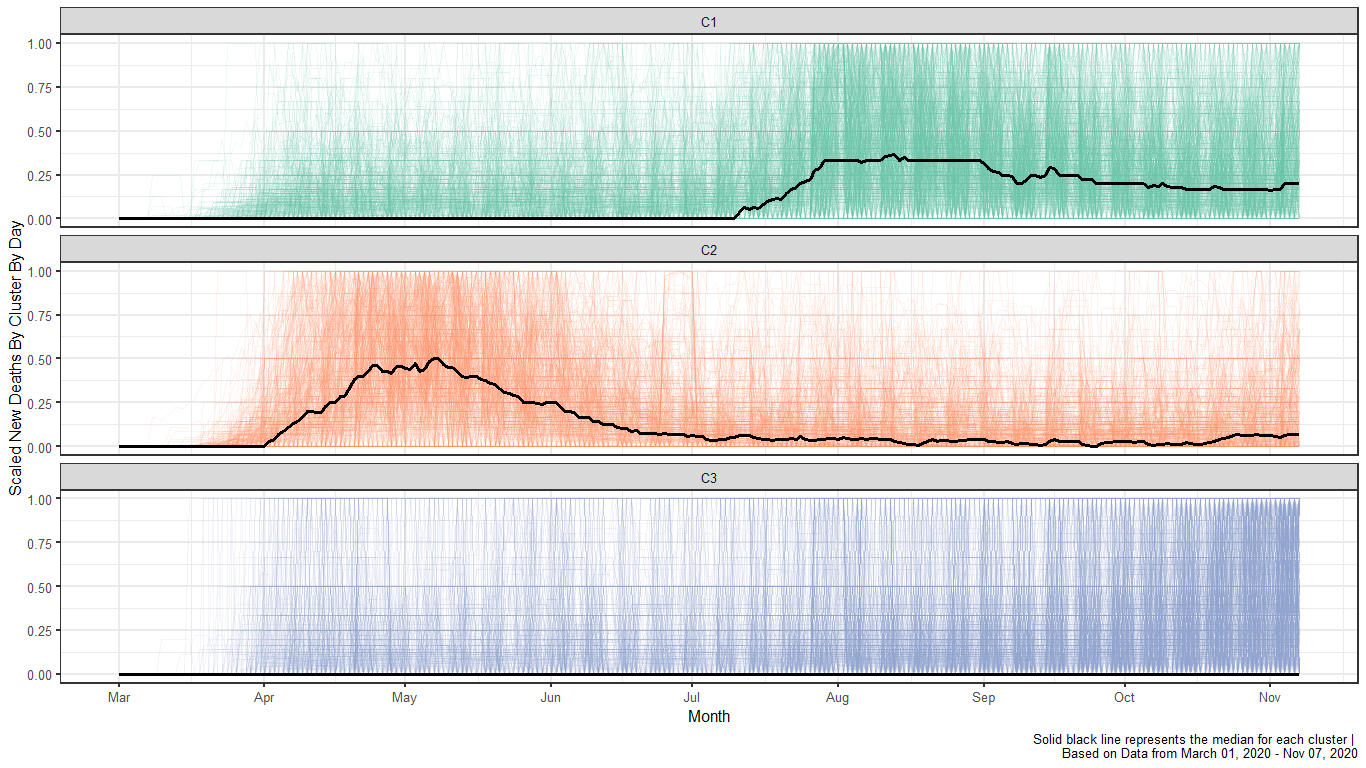 C1
1.00
0.75
0.50
0.25
0.00
C2
1.00
0.75
0.50
0.25
0.00
C3
1.00
0.75
0.50
0.25
0.00
Scaled New Deaths By Cluster By Day
Mar Apr May Jun Jul Aug Sep Oct Nov
Month
Solid black line represents the median for each cluster |
Based on Data from March 01, 2020 - Nov 07, 2020